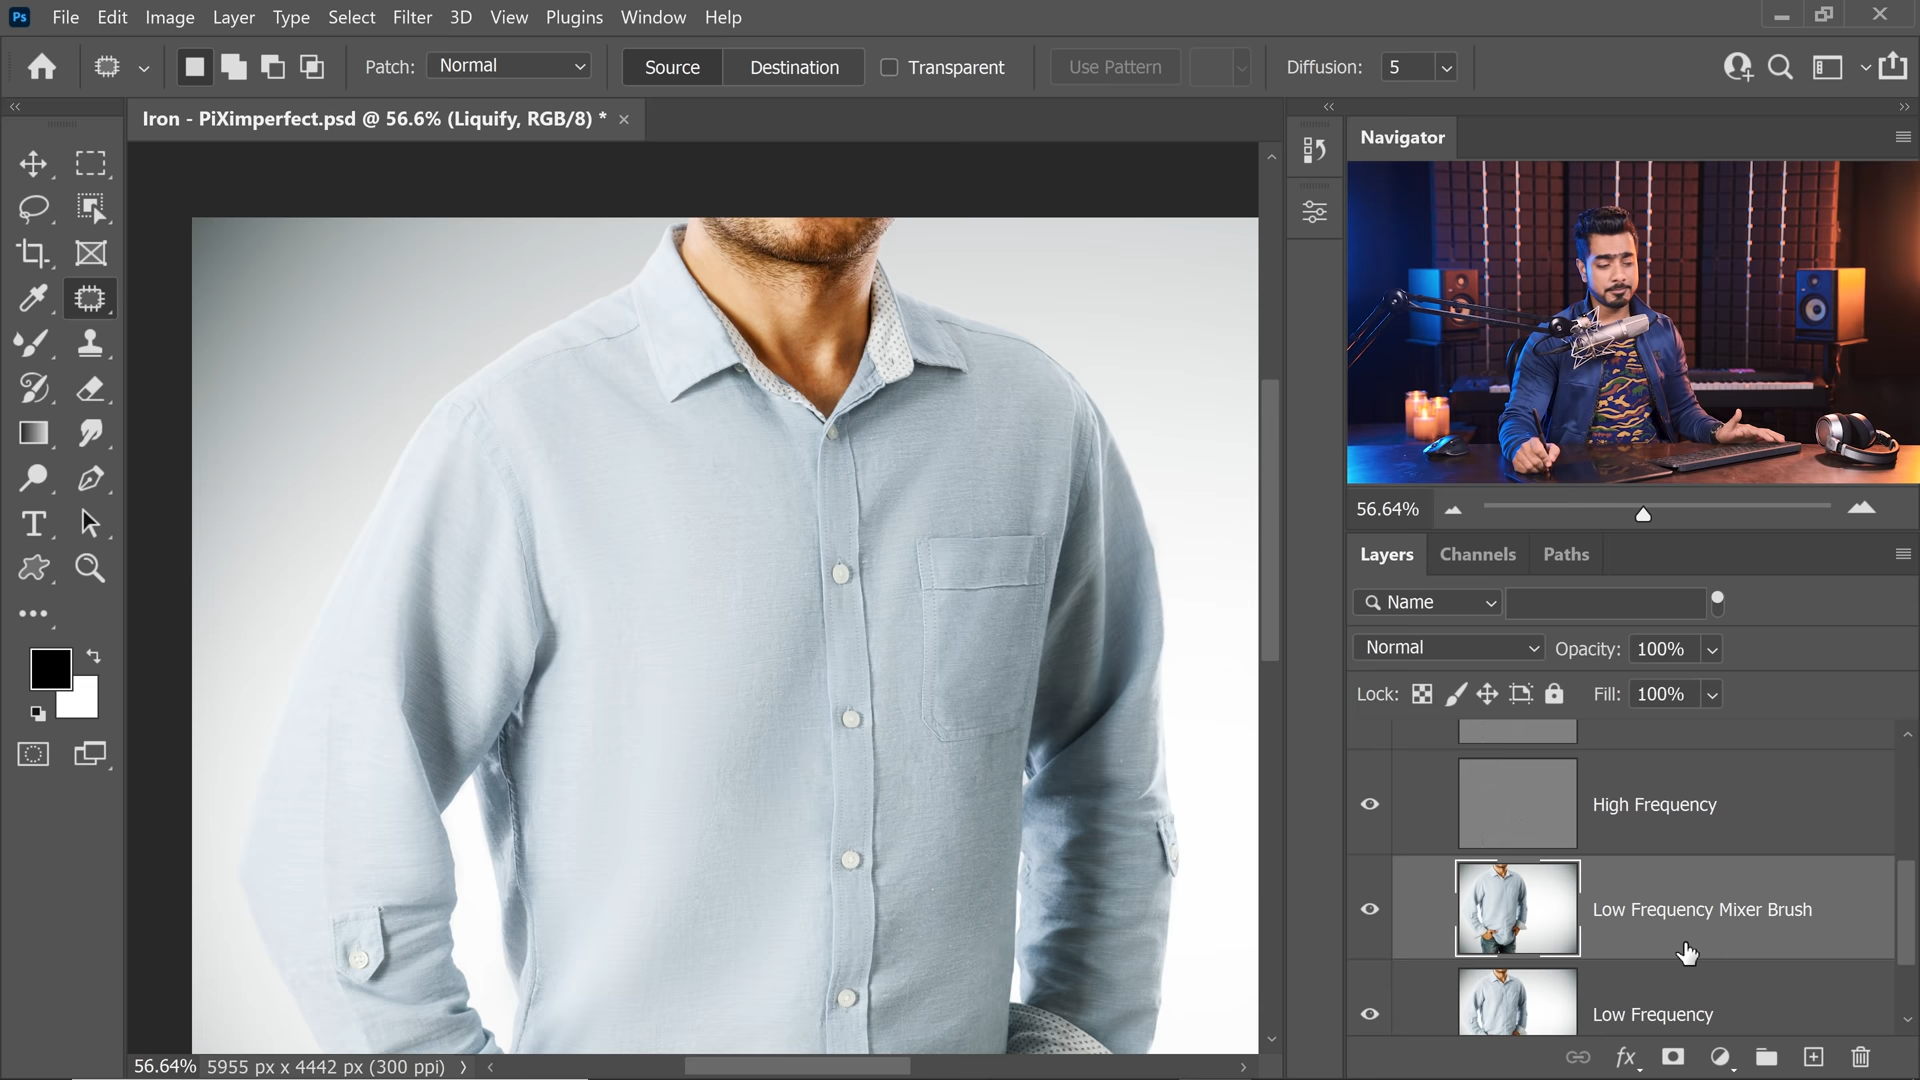 Ps File Edit Image Layer Type Select Filter 3D View Plugins Window Help
Patch: Normal Source Destination Transparent Use Pattern Diffusion: 5
Iron - PiXimperfect.psd @ 56.6% (Liquify, RGB/8) * ×
Navigator
56.64%
Layers Channels Paths
Name
Normal Opacity: 100%
Lock: Fill: 100%
High Frequency
Low Frequency Mixer Brush
Low Frequency
fx
56.64% 5955 px x 4442 px (300 ppi)